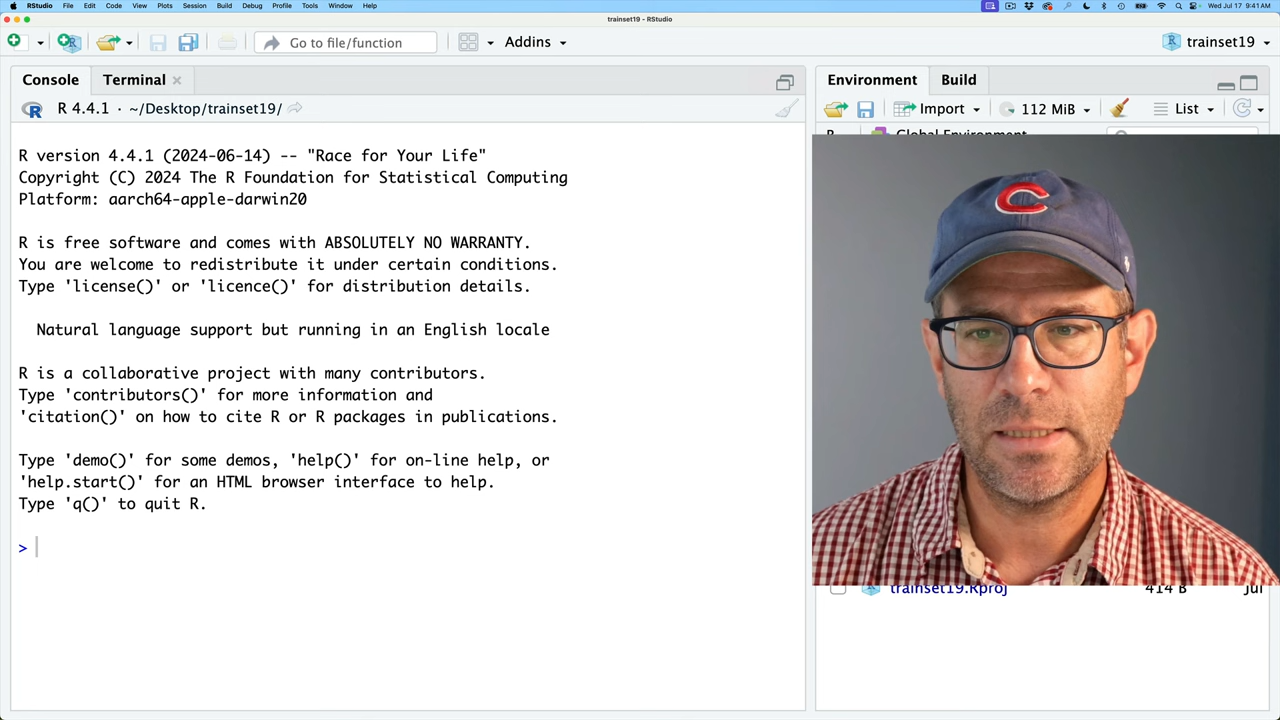 RStudio File Edit Code View Plots Session Build Debug Profile Tools Window Help
Wed Jul 17 9:41 AM
trainset19 - RStudio
Go to file/function
Addins
trainset19
Console Terminal
R 4.4.1 · ~/Desktop/trainset19/
Environment Build
Import 112 MiB List
Global Environment
R version 4.4.1 (2024-06-14) -- "Race for Your Life"
Copyright (C) 2024 The R Foundation for Statistical Computing
Platform: aarch64-apple-darwin20
R is free software and comes with ABSOLUTELY NO WARRANTY.
You are welcome to redistribute it under certain conditions.
Type 'license()' or 'licence()' for distribution details.
Natural language support but running in an English locale
R is a collaborative project with many contributors.
Type 'contributors()' for more information and
'citation()' on how to cite R or R packages in publications.
Type 'demo()' for some demos, 'help()' for on-line help, or
'help.start()' for an HTML browser interface to help.
Type 'q()' to quit R.
>
C
trainset19.Rproj 414 B Jul